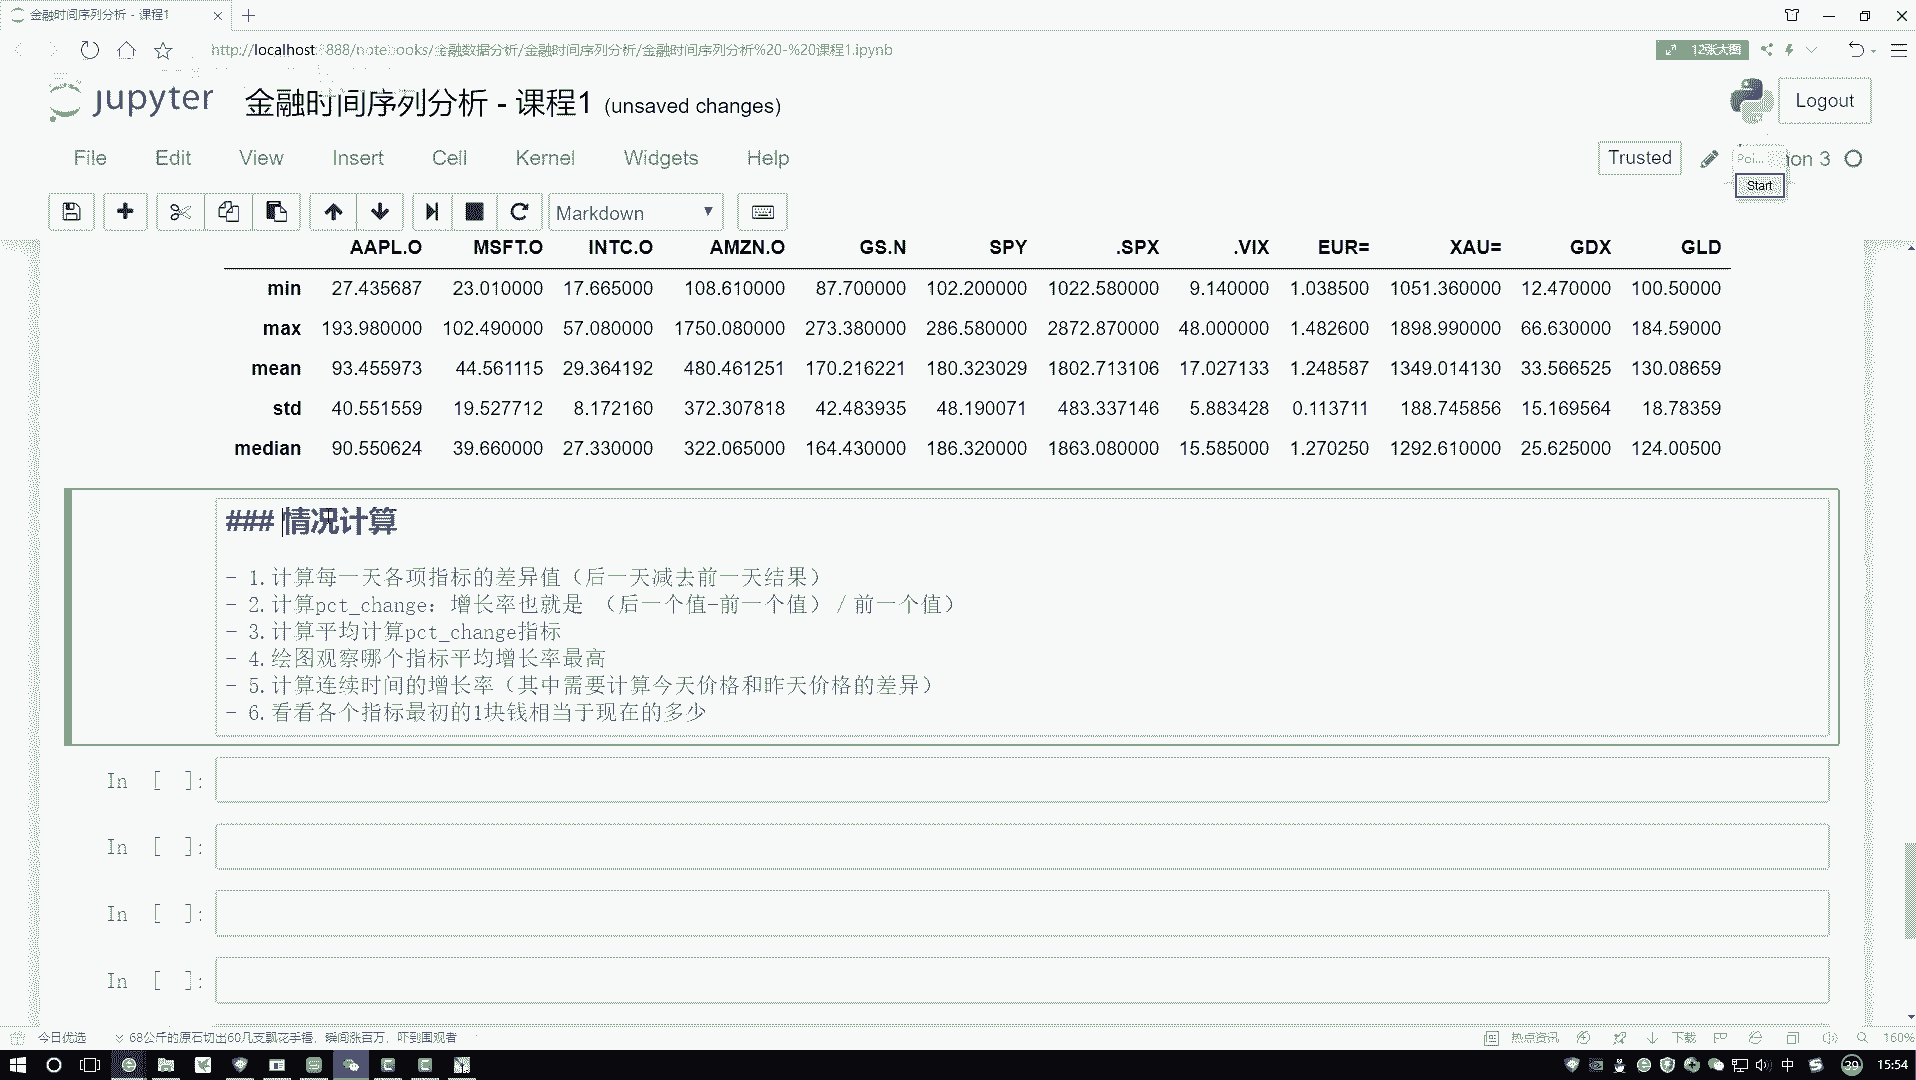 金融时间序列分析 - 课程1
http://localhost:8888/notebooks/金融数据分析/金融时间序列分析/金融时间序列分析%20-%20课程1.ipynb
12张大图
jupyter 金融时间序列分析 - 课程1 (unsaved changes)
Logout
File Edit View Insert Cell Kernel Widgets Help
Trusted
Poi...
on 3
Start
Markdown
AAPL.O MSFT.O INTC.O AMZN.O GS.N SPY .SPX .VIX EUR= XAU= GDX GLD
min 27.435687 23.010000 17.665000 108.610000 87.700000 102.200000 1022.580000 9.140000 1.038500 1051.360000 12.470000 100.50000
max 193.980000 102.490000 57.080000 1750.080000 273.380000 286.580000 2872.870000 48.000000 1.482600 1898.990000 66.630000 184.59000
mean 93.455973 44.561115 29.364192 480.461251 170.216221 180.323029 1802.713106 17.027133 1.248587 1349.014130 33.566525 130.08659
std 40.551559 19.527712 8.172160 372.307818 42.483935 48.190071 483.337146 5.883428 0.113711 188.745856 15.169564 18.78359
median 90.550624 39.660000 27.330000 322.065000 164.430000 186.320000 1863.080000 15.585000 1.270250 1292.610000 25.625000 124.00500
### 情况计算
- 1.计算每一天各项指标的差异值（后一天减去前一天结果）
- 2.计算pct_change：增长率也就是 （后一个值-前一个值）/前一个值）
- 3.计算平均计算pct_change指标
- 4.绘图观察哪个指标平均增长率最高
- 5.计算连续时间的增长率（其中需要计算今天价格和昨天价格的差异）
- 6.看看各个指标最初的1块钱相当于现在的多少
In [ ]:
In [ ]:
In [ ]:
In [ ]:
今日优选
68公斤的原石切出60几支飘花手镯，瞬间涨百万，吓到围观者
热点资讯
下载
160%
中
39
15:54